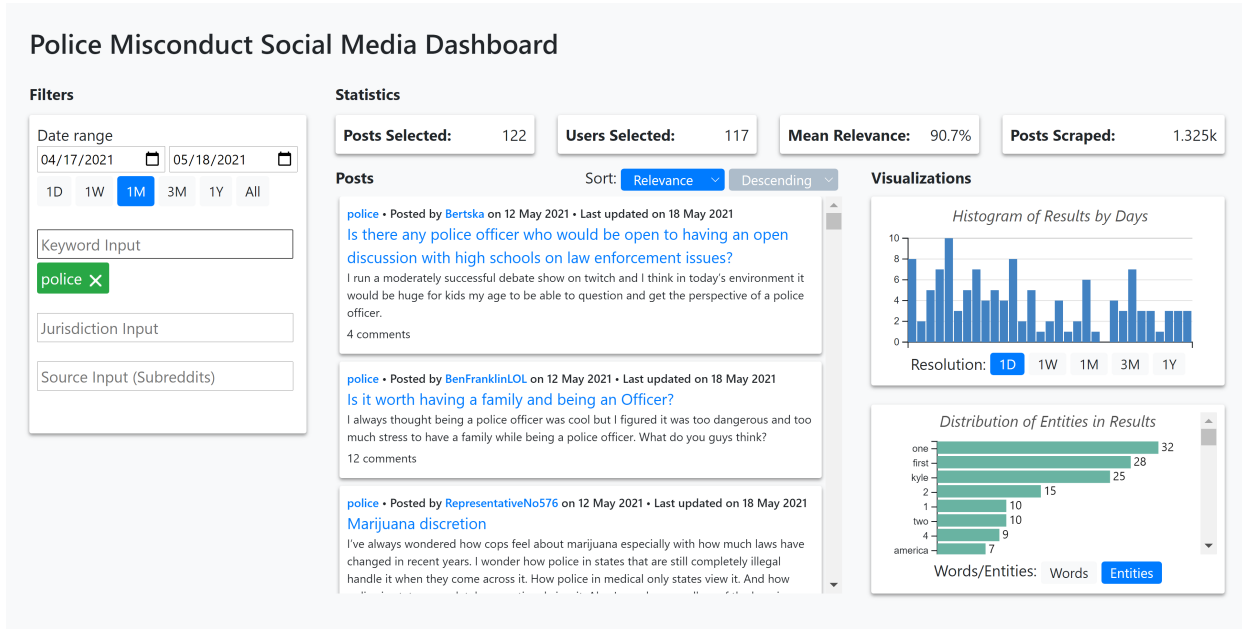 Police Misconduct Social Media Dashboard
Filters
Date range
04/17/2021 05/18/2021
1D 1W 1M 3M 1Y All
Keyword Input
police
Jurisdiction Input
Source Input (Subreddits)
Statistics
Posts Selected: 122
Users Selected: 117
Mean Relevance: 90.7%
Posts Scraped: 1.325k
Posts
Sort: Relevance Descending
police • Posted by Bertska on 12 May 2021 • Last updated on 18 May 2021
Is there any police officer who would be open to having an open
discussion with high schools on law enforcement issues?
I run a moderately successful debate show on twitch and I think in today's environment it
would be huge for kids my age to be able to question and get the perspective of a police
officer.
4 comments
police • Posted by BenFranklinLOL on 12 May 2021 • Last updated on 18 May 2021
Is it worth having a family and being an Officer?
I always thought being a police officer was cool but I figured it was too dangerous and too
much stress to have a family while being a police officer. What do you guys think?
12 comments
police • Posted by RepresentativeNo576 on 12 May 2021 • Last updated on 18 May 2021
Marijuana discretion
I've always wondered how cops feel about marijuana especially with how much laws have
changed in recent years. I wonder how police in states that are still completely illegal
handle it when they come across it. How police in medical only states view it. And how
Visualizations
Histogram of Results by Days
10
8
6
4
2
0
Resolution: 1D 1W 1M 3M 1Y
Distribution of Entities in Results
one 32
first 28
kyle 25
2 15
1 10
two 10
4 9
america 7
Words/Entities: Words Entities